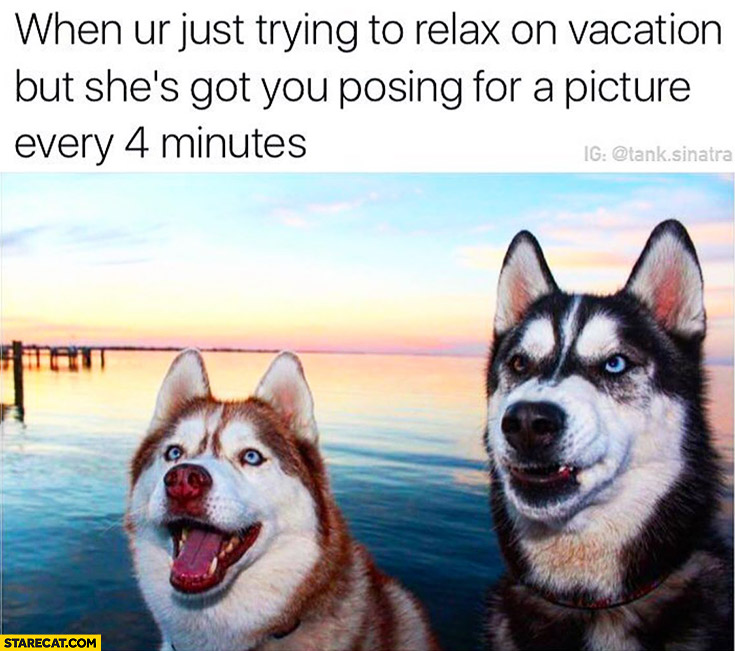 When ur just trying to relax on vacation
but she's got you posing for a picture
every 4 minutes
IG: @tank.sinatra
STARECAT.COM